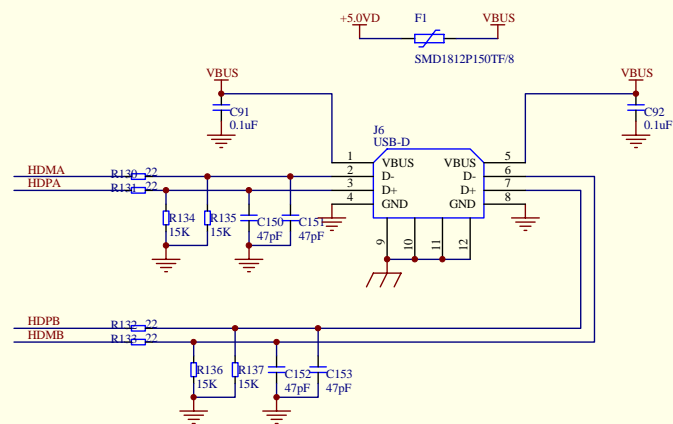 +5.0VD F1 VBUS
SMD1812P150TF/8
VBUS VBUS
C91 C92
0.1uF 0.1uF
J6
USB-D
1 VBUS VBUS 5
HDMA R130 22 2 D- D- 6
HDPA R131 22 3 D+ D+ 7
4 GND GND 8
R134 R135 C150 C151
15K 15K 47pF 47pF
9 10 11 12
HDPB R132 22
HDMB R133 22
R136 R137 C152 C153
15K 15K 47pF 47pF